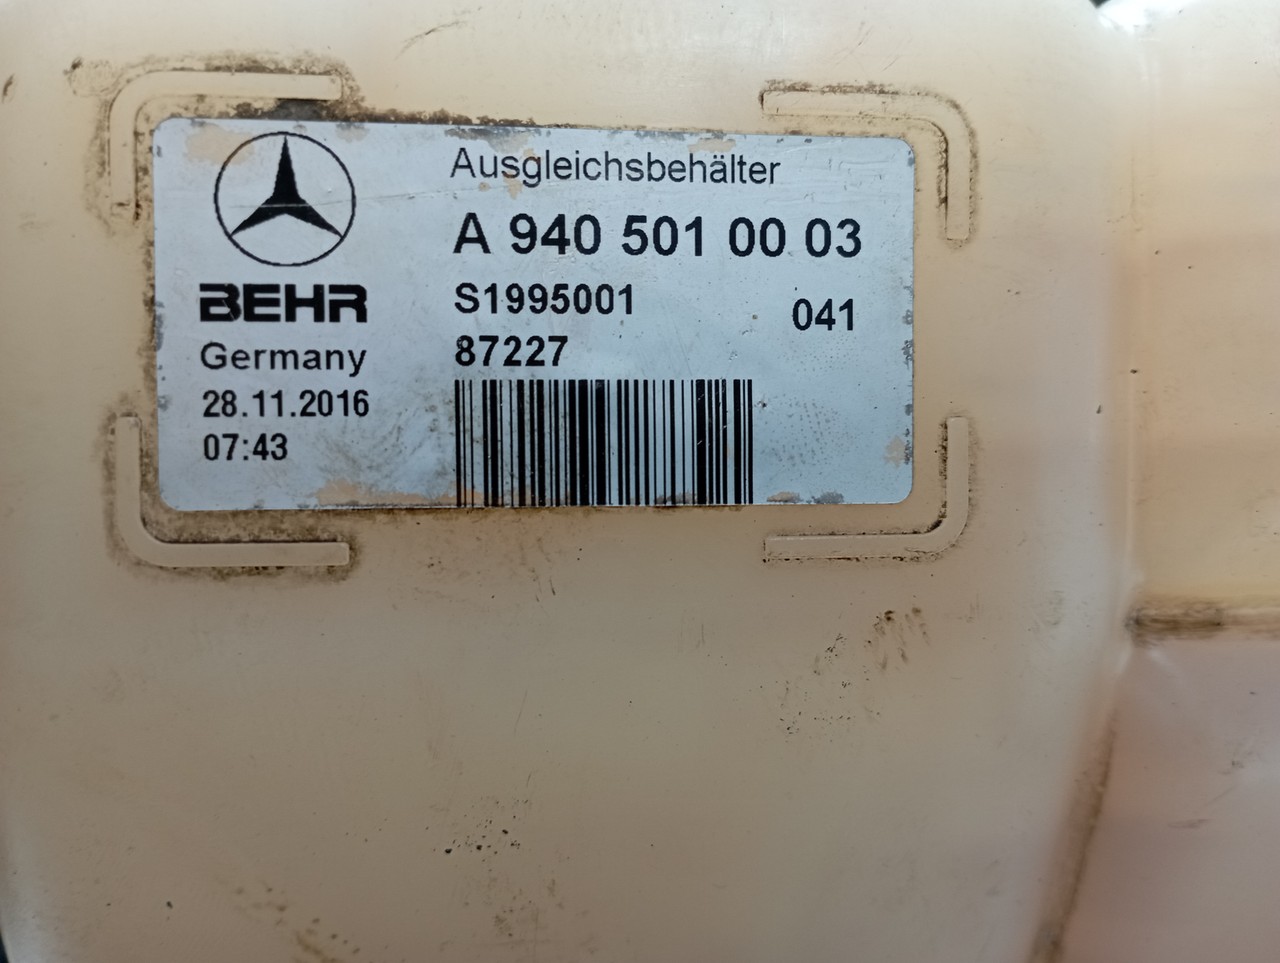 Ausgleichsbehälter
A 940 501 00 03
BEHR
S1995001
041
Germany
87227
28.11.2016
07:43